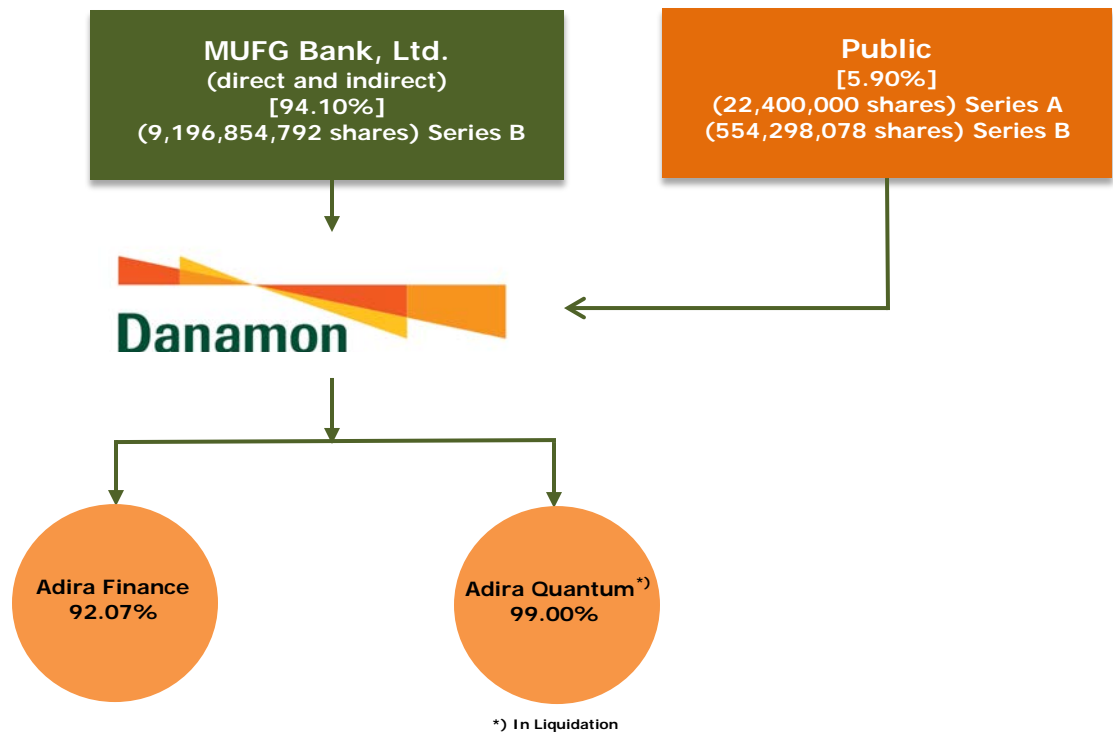 MUFG Bank, Ltd.
(direct and indirect)
[94.10%]
(9,196,854,792 shares) Series B
Public
[5.90%]
(22,400,000 shares) Series A
(554,298,078 shares) Series B
Danamon
Adira Finance
92.07%
Adira Quantum*)
99.00%
*) In Liquidation